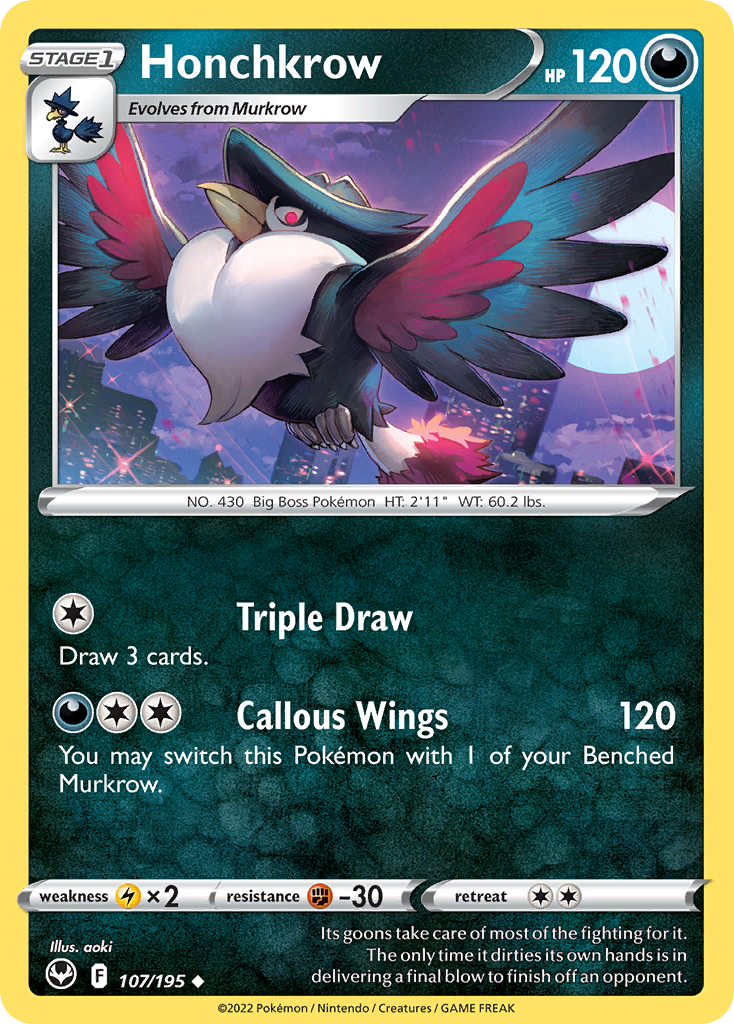 STAGE1
Honchkrow
HP 120
Evolves from Murkrow
NO. 430 Big Boss Pokémon HT: 2'11" WT: 60.2 lbs.
Triple Draw
Draw 3 cards.
Callous Wings 120
You may switch this Pokémon with 1 of your Benched
Murkrow.
weakness ×2 resistance -30 retreat
Illus. aoki
Its goons take care of most of the fighting for it.
The only time it dirties its own hands is in
delivering a final blow to finish off an opponent.
F 107/195
©2022 Pokémon / Nintendo / Creatures / GAME FREAK